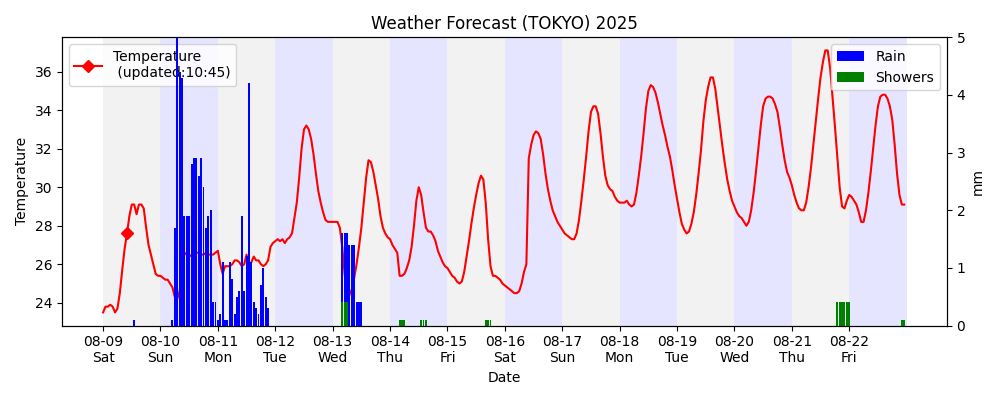 Weather Forecast (TOKYO) 2025
Temperature
(updated:10:45)
Rain
Showers
Temperature
36
34
32
30
28
26
24
5
4
3
2
1
0
mm
08-09 08-10 08-11 08-12 08-13 08-14 08-15 08-16 08-17 08-18 08-19 08-20 08-21 08-22
Sat Sun Mon Tue Wed Thu Fri Sat Sun Mon Tue Wed Thu Fri
Date